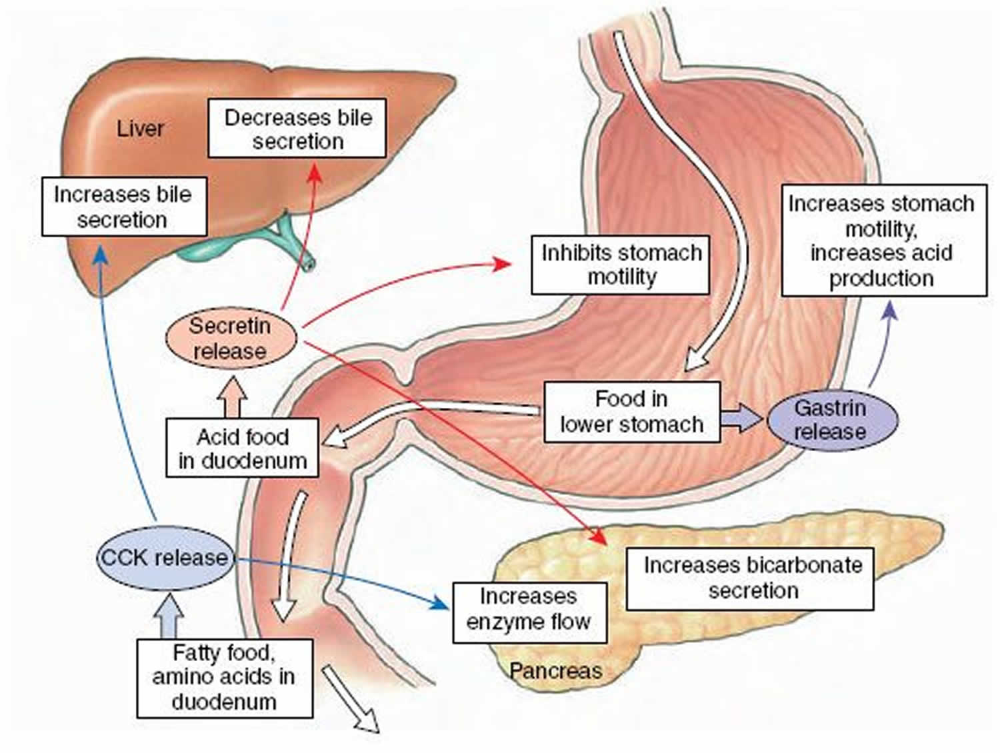 Liver
Decreases bile
secretion
Increases bile
secretion
Increases stomach
motility,
increases acid
production
Inhibits stomach
motility
Secretin
release
Food in
lower stomach
Gastrin
release
Acid food
in duodenum
CCK release
Increases bicarbonate
secretion
Increases
enzyme flow
Fatty food,
amino acids in
duodenum
Pancreas